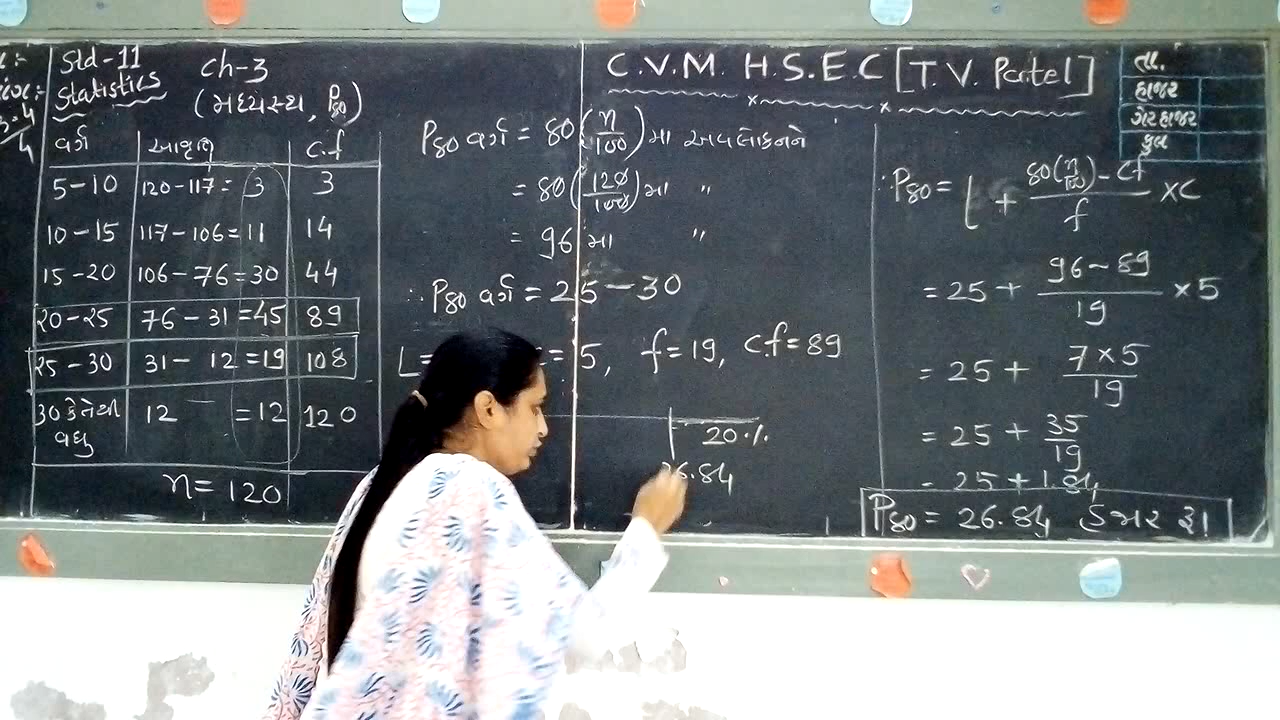 Std-11
Statistics
Ch-3
(મધ્યસ્થ, P80)
C.V.M. H.S.E.C [T.V. Patel]
તા.
હાજર
ગેરહાજર
કુલ
વર્ગ આવૃત્તિ c.f
5-10 120-117= 3 3
10-15 117-106=11 14
15-20 106-76=30 44
20-25 76-31=45 89
25-30 31-12=19 108
30 કે તેથી વધુ 12 =12 120
n=120
P80 વર્ગ = 80(n/100)મા અવલોકનને
= 80(120/100)મા "
= 96 મા "
∴ P80 વર્ગ = 25-30
L= = 5, f=19, c.f=89
20%
26.84
∴ P80 = L + 80(n/100)-cf/f ×C
= 25 + 96-89/19 ×5
= 25 + 7×5/19
= 25 + 35/19
= 25 + 1.84
P80 = 26.84 હજાર રૂ।